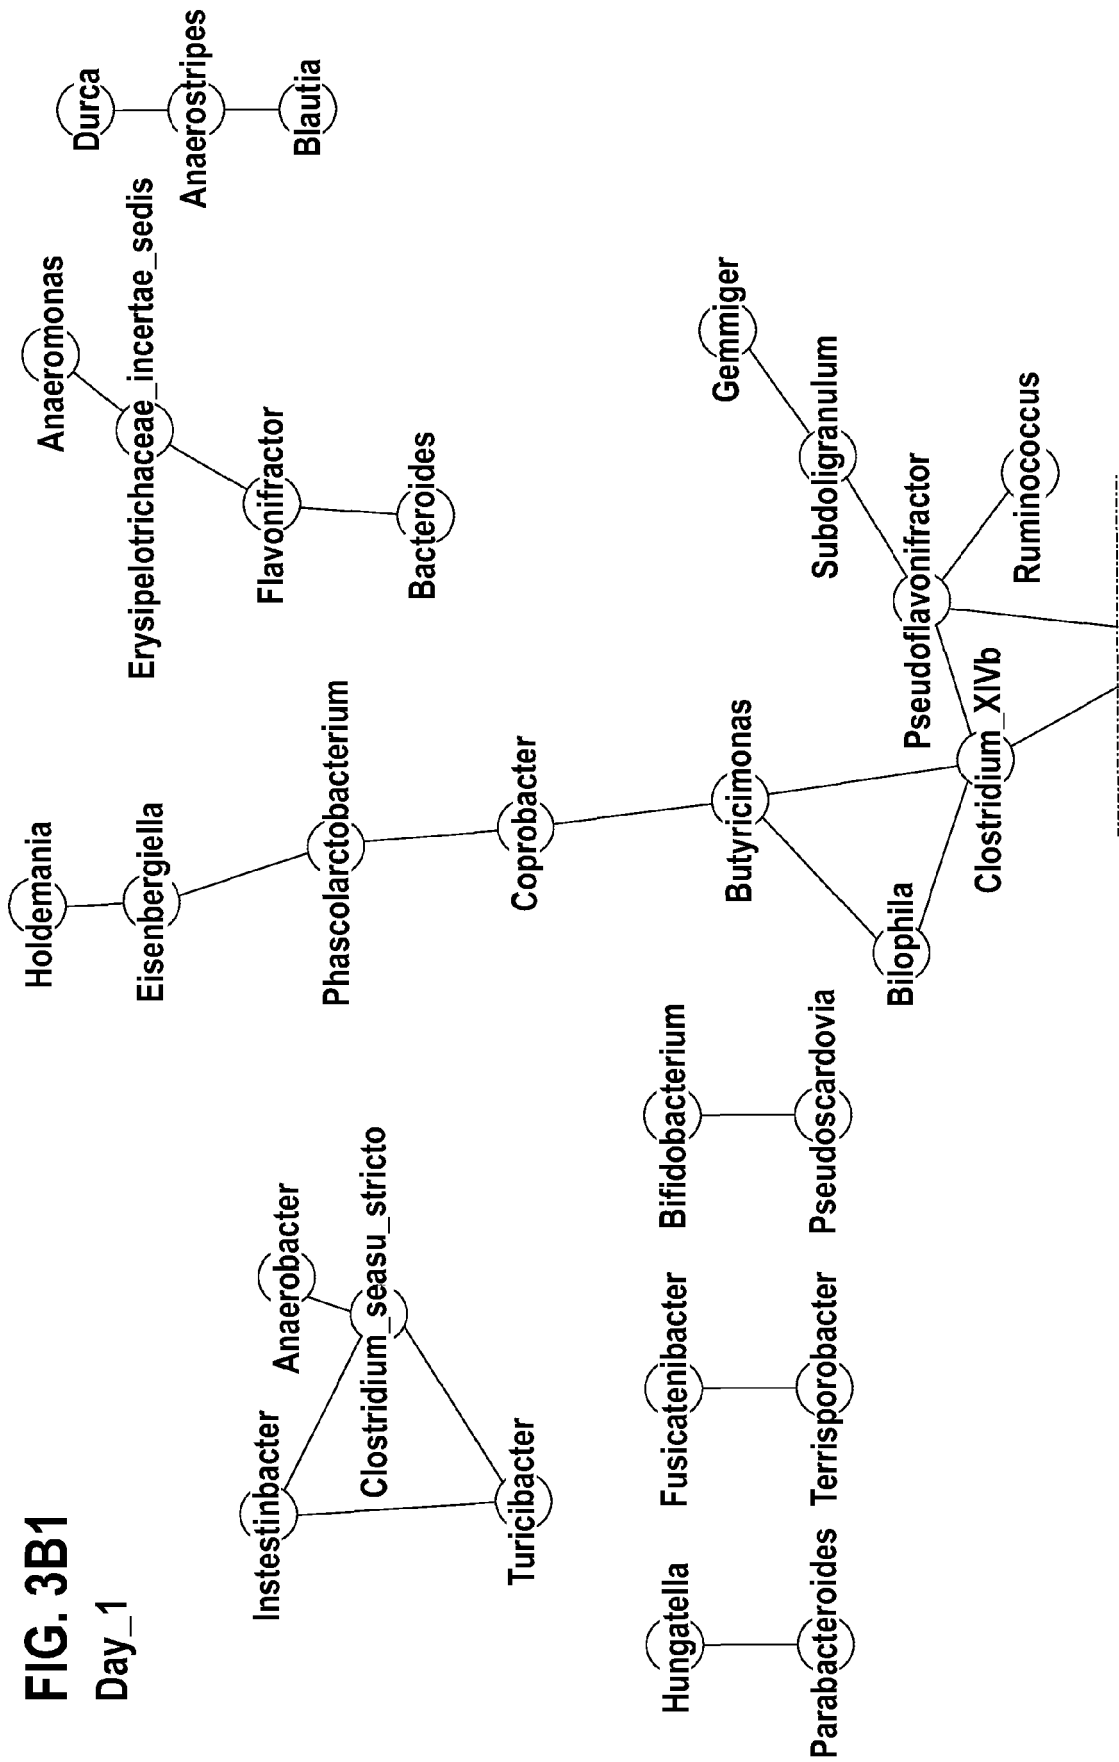 FIG. 3B1
Day_1
Holdemania
Eisenbergiella
Phascolarctobacterium
Coprobacter
Butyricimonas
Bilophila
Clostridium_XIVb
Pseudoflavonifractor
Subdoligranulum
Gemmiger
Ruminococcus
Anaeromonas
Erysipelotrichaceae_incertae_sedis
Flavonifractor
Bacteroides
Durca
Anaerostripes
Blautia
Instestinbacter
Anaerobacter
Clostridium_seasu_stricto
Turicibacter
Hungatella
Parabacteroides
Fusicatenibacter
Terrisporobacter
Bifidobacterium
Pseudoscardovia